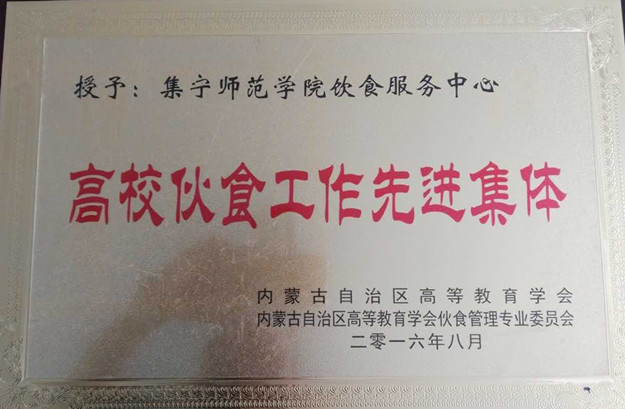 授予：集宁师范学院饮食服务中心
高校伙食工作先进集体
内蒙古自治区高等教育学会
内蒙古自治区高等教育学会伙食管理专业委员会
二零一六年八月